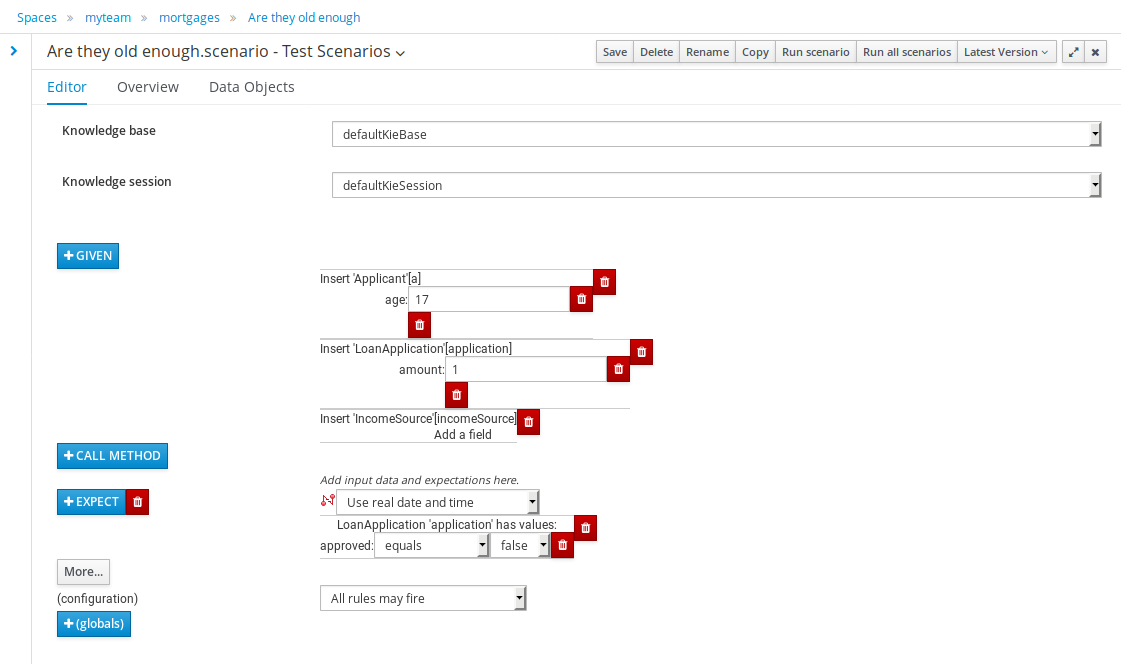 Spaces » myteam » mortgages » Are they old enough
Are they old enough.scenario - Test Scenarios
Save Delete Rename Copy Run scenario Run all scenarios Latest Version
Editor Overview Data Objects
Knowledge base defaultKieBase
Knowledge session defaultKieSession
GIVEN
Insert 'Applicant'[a]
age: 17
Insert 'LoanApplication'[application]
amount: 1
Insert 'IncomeSource'[incomeSource]
Add a field
CALL METHOD
Add input data and expectations here.
EXPECT Use real date and time
LoanApplication 'application' has values:
approved: equals false
More...
(configuration) All rules may fire
(globals)